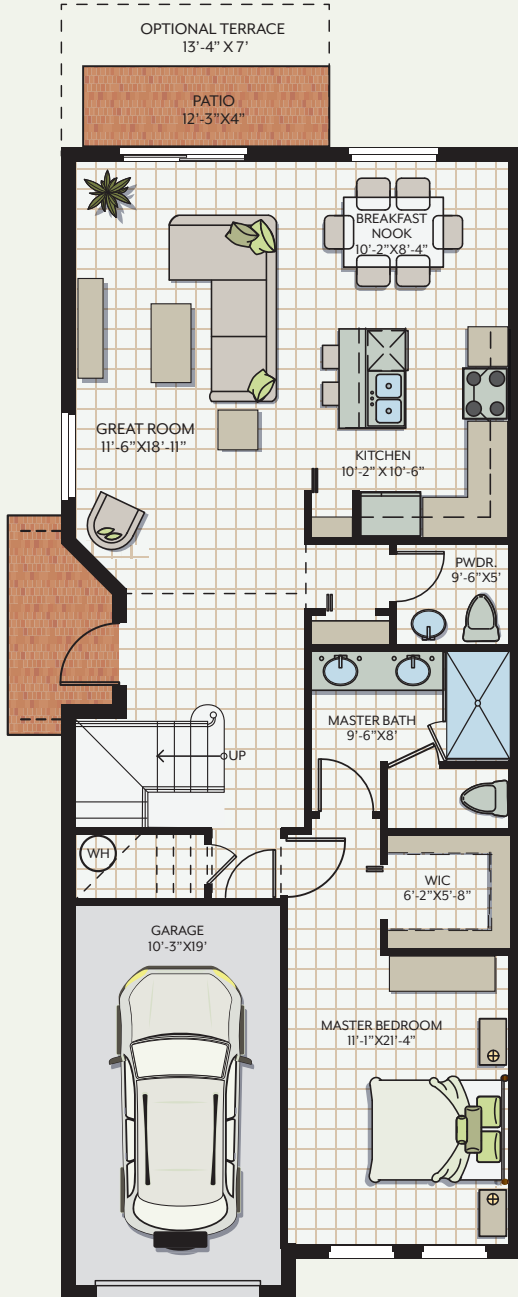 OPTIONAL TERRACE
13'-4" X 7'
PATIO
12'-3"X4"
BREAKFAST
NOOK
10'-2"X8'-4"
GREAT ROOM
11'-6"X18'-11"
KITCHEN
10'-2" X 10'-6"
PWDR.
9'-6"X5'
MASTER BATH
9'-6"X8'
UP
WH
WIC
6'-2"X5'-8"
GARAGE
10'-3"X19'
MASTER BEDROOM
11'-1"X21'-4"